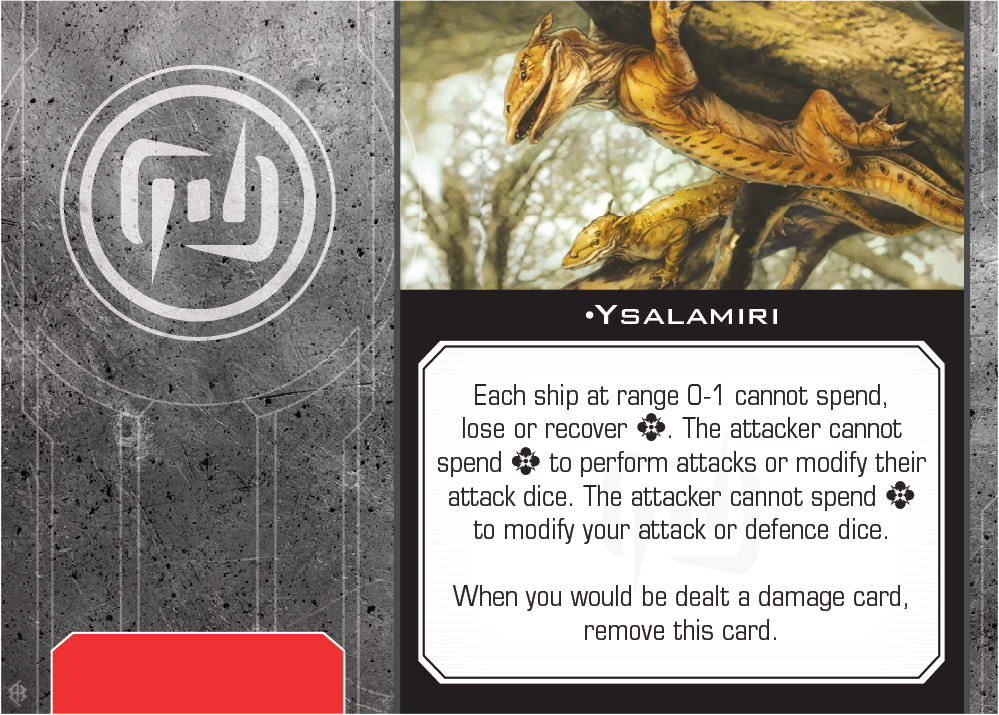 •Ysalamiri
Each ship at range 0-1 cannot spend,
lose or recover . The attacker cannot
spend to perform attacks or modify their
attack dice. The attacker cannot spend
to modify your attack or defence dice.
When you would be dealt a damage card,
remove this card.